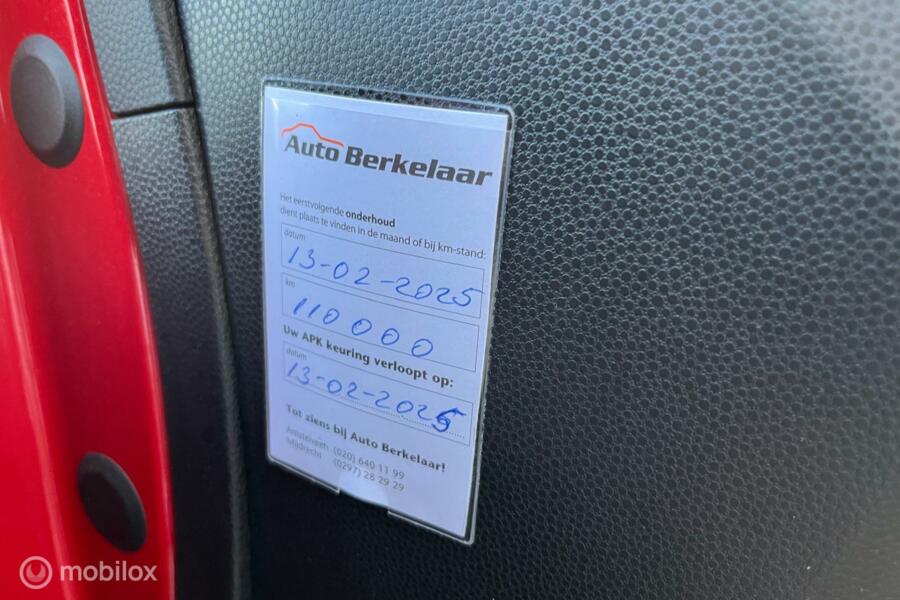 Auto Berkelaar
Het eerstvolgende onderhoud
dient plaats te vinden in de maand of bij km-stand:
datum
13-02-2025
km
110 000
Uw APK keuring verloopt op:
datum
13-02-2025
Tot ziens bij Auto Berkelaar!
Amstelveen (020) 640 11 99
Mijdrecht (0297) 28 29 29
mobilox